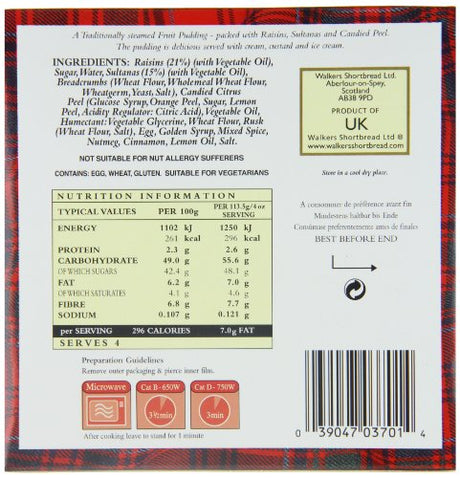 A Traditionally steamed Fruit Pudding - packed with Raisins, Sultanas and Candied Peel.
The pudding is delicious served with cream, custard and ice cream.
INGREDIENTS: Raisins (21%) (with Vegetable Oil),
Sugar, Water, Sultanas (15%) (with Vegetable Oil),
Breadcrumbs (Wheat Flour, Wholemeal Wheat Flour,
Wheatgerm, Yeast, Salt), Candied Citrus
Peel (Glucose Syrup, Orange Peel, Sugar, Lemon
Peel, Acidity Regulator: Citric Acid), Vegetable Oil,
Humectant: Vegetable Glycerine, Wheat Flour, Rusk
(Wheat Flour, Salt), Egg, Golden Syrup, Mixed Spice,
Nutmeg, Cinnamon, Lemon Oil, Salt.
NOT SUITABLE FOR NUT ALLERGY SUFFERERS
CONTAINS: EGG, WHEAT, GLUTEN. SUITABLE FOR VEGETARIANS
NUTRITION INFORMATION
TYPICAL VALUES PER 100g PER 113.5g/4 oz SERVING
ENERGY 1102 kJ 1250 kJ
261 kcal 296 kcal
PROTEIN 2.3 g 2.6 g
CARBOHYDRATE 49.0 g 55.6 g
OF WHICH SUGARS 42.4 g 48.1 g
FAT 6.2 g 7.0 g
OF WHICH SATURATES 4.1 g 4.6 g
FIBRE 6.8 g 7.7 g
SODIUM 0.107 g 0.121 g
per SERVING 296 CALORIES 7.0g FAT
SERVES 4
Preparation Guidelines
Remove outer packaging & pierce inner film.
Microwave Cat B - 650W Cat D - 750W
3½min 3min
After cooking leave to stand for 1 minute
Walkers Shortbread Ltd.
Aberlour-on-Spey,
Scotland
AB38 9PD
PRODUCT OF
UK
Walkers Shortbread Ltd ®
www.walkersshortbread.com
Store in a cool dry place.
A consommer de préférence avant fin
Mindestens haltbar bis Ende
Consúmase preferentemente antes de finales
BEST BEFORE END
0 39047 03701 4